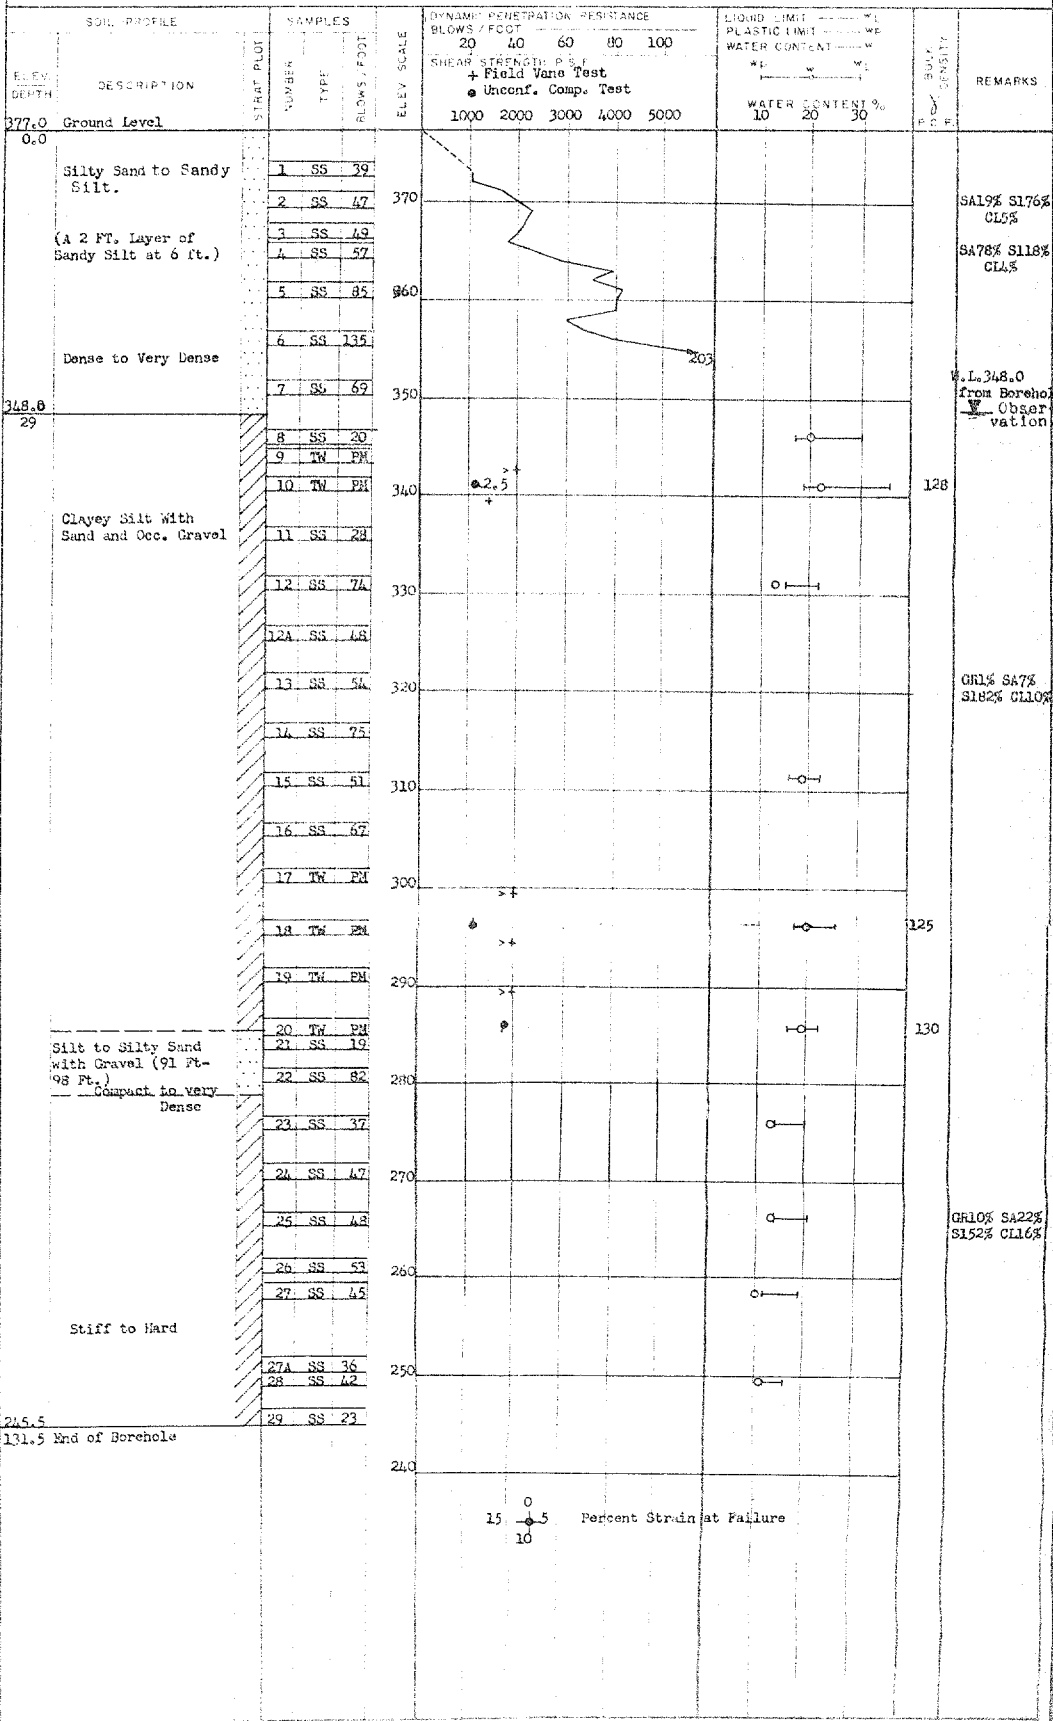 SOIL PROFILE
SAMPLES
DYNAMIC PENETRATION RESISTANCE
BLOWS / FOOT
20 40 60 80 100
SHEAR STRENGTH P.S.F
+ Field Vane Test
● Unconf. Comp. Test
1000 2000 3000 4000 5000
LIQUID LIMIT WL
PLASTIC LIMIT WP
WATER CONTENT W
WP W WL
WATER CONTENT %
10 20 30
BULK DENSITY
P.C.F.
REMARKS
ELEV.
DEPTH
DESCRIPTION
STRAT PLOT
NUMBER
TYPE
BLOWS / FOOT
ELEV SCALE
377.0 Ground Level
0.0
Silty Sand to Sandy
Silt.
1 SS 39
370
2 SS 47
SA19% SI76%
CL5%
(A 2 FT. Layer of
Sandy Silt at 6 ft.)
3 SS 49
4 SS 57
SA78% SI18%
CL4%
5 SS 85
360
6 SS 135
Dense to Very Dense
203
7 SS 69
350
W.L.348.0
from Borehol
Obser
vation
348.0
29
8 SS 20
9 TW PM
10 TW PM
340
2.5
128
Clayey Silt With
Sand and Occ. Gravel
11 SS 28
12 SS 74
330
12A SS 48
13 SS 54
320
GR1% SA7%
SI82% CL10%
14 SS 75
15 SS 51
310
16 SS 67
17 TW PM
300
18 TW PM
125
19 TW PM
290
20 TW PM
130
21 SS 19
Silt to Silty Sand
with Gravel (91 Ft-
98 Ft.)
Compact to very
Dense
22 SS 82
280
23 SS 37
24 SS 47
270
25 SS 48
GR10% SA22%
SI52% CL16%
26 SS 53
260
27 SS 45
Stiff to Hard
27A SS 36
250
28 SS 42
29 SS 23
245.5
131.5 End of Borehole
240
0
15 5 Percent Strain at Failure
10